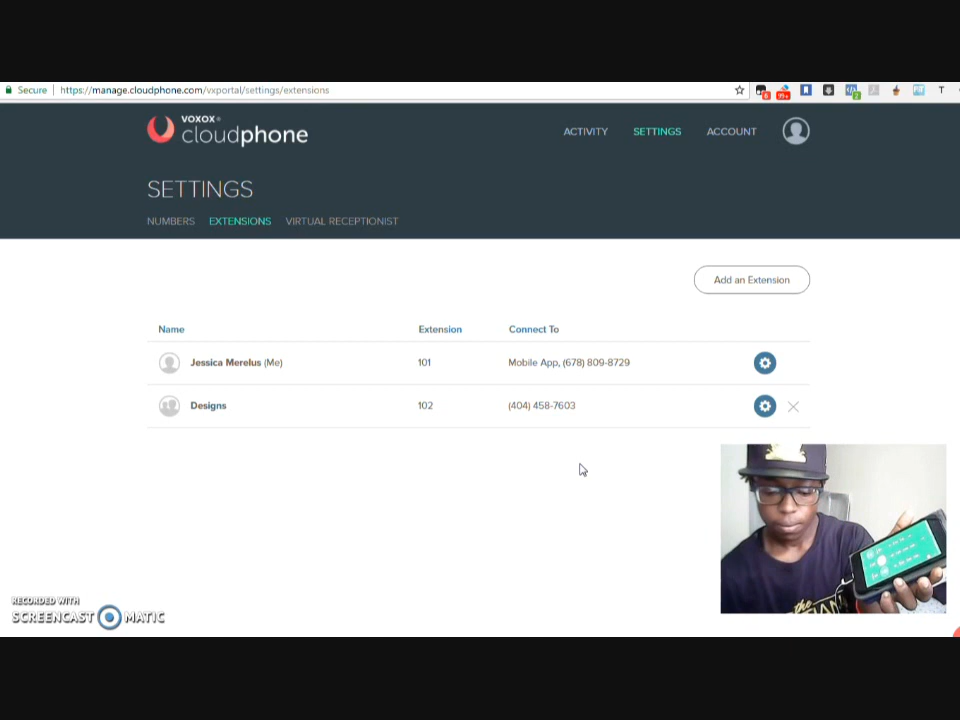 Secure https://manage.cloudphone.com/vxportal/settings/extensions
VOXOX
cloudphone
ACTIVITY SETTINGS ACCOUNT
SETTINGS
NUMBERS EXTENSIONS VIRTUAL RECEPTIONIST
Add an Extension
Name Extension Connect To
Jessica Merelus (Me) 101 Mobile App, (678) 809-8729
Designs 102 (404) 458-7603
the
RECORDED WITH
SCREENCAST MATIC